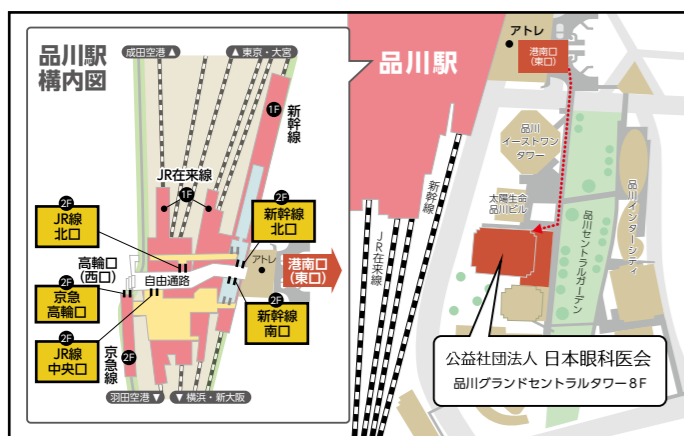 品川駅
構内図
成田空港▲
▲東京・大宮
1F
新幹線
JR在来線
1F
2F
JR線
北口
2F
新幹線
北口
高輪口
(西口)
自由通路
アトレ
港南口
(東口)
2F
京急
高輪口
2F
新幹線
南口
2F
JR線
中央口
京急線
2F
羽田空港▼
▼横浜・新大阪
品川駅
アトレ
港南口
(東口)
品川
イーストワン
タワー
新幹線
JR在来線
太陽生命
品川ビル
品川セントラルガーデン
品川インターシティ
公益社団法人 日本眼科医会
品川グランドセントラルタワー8F